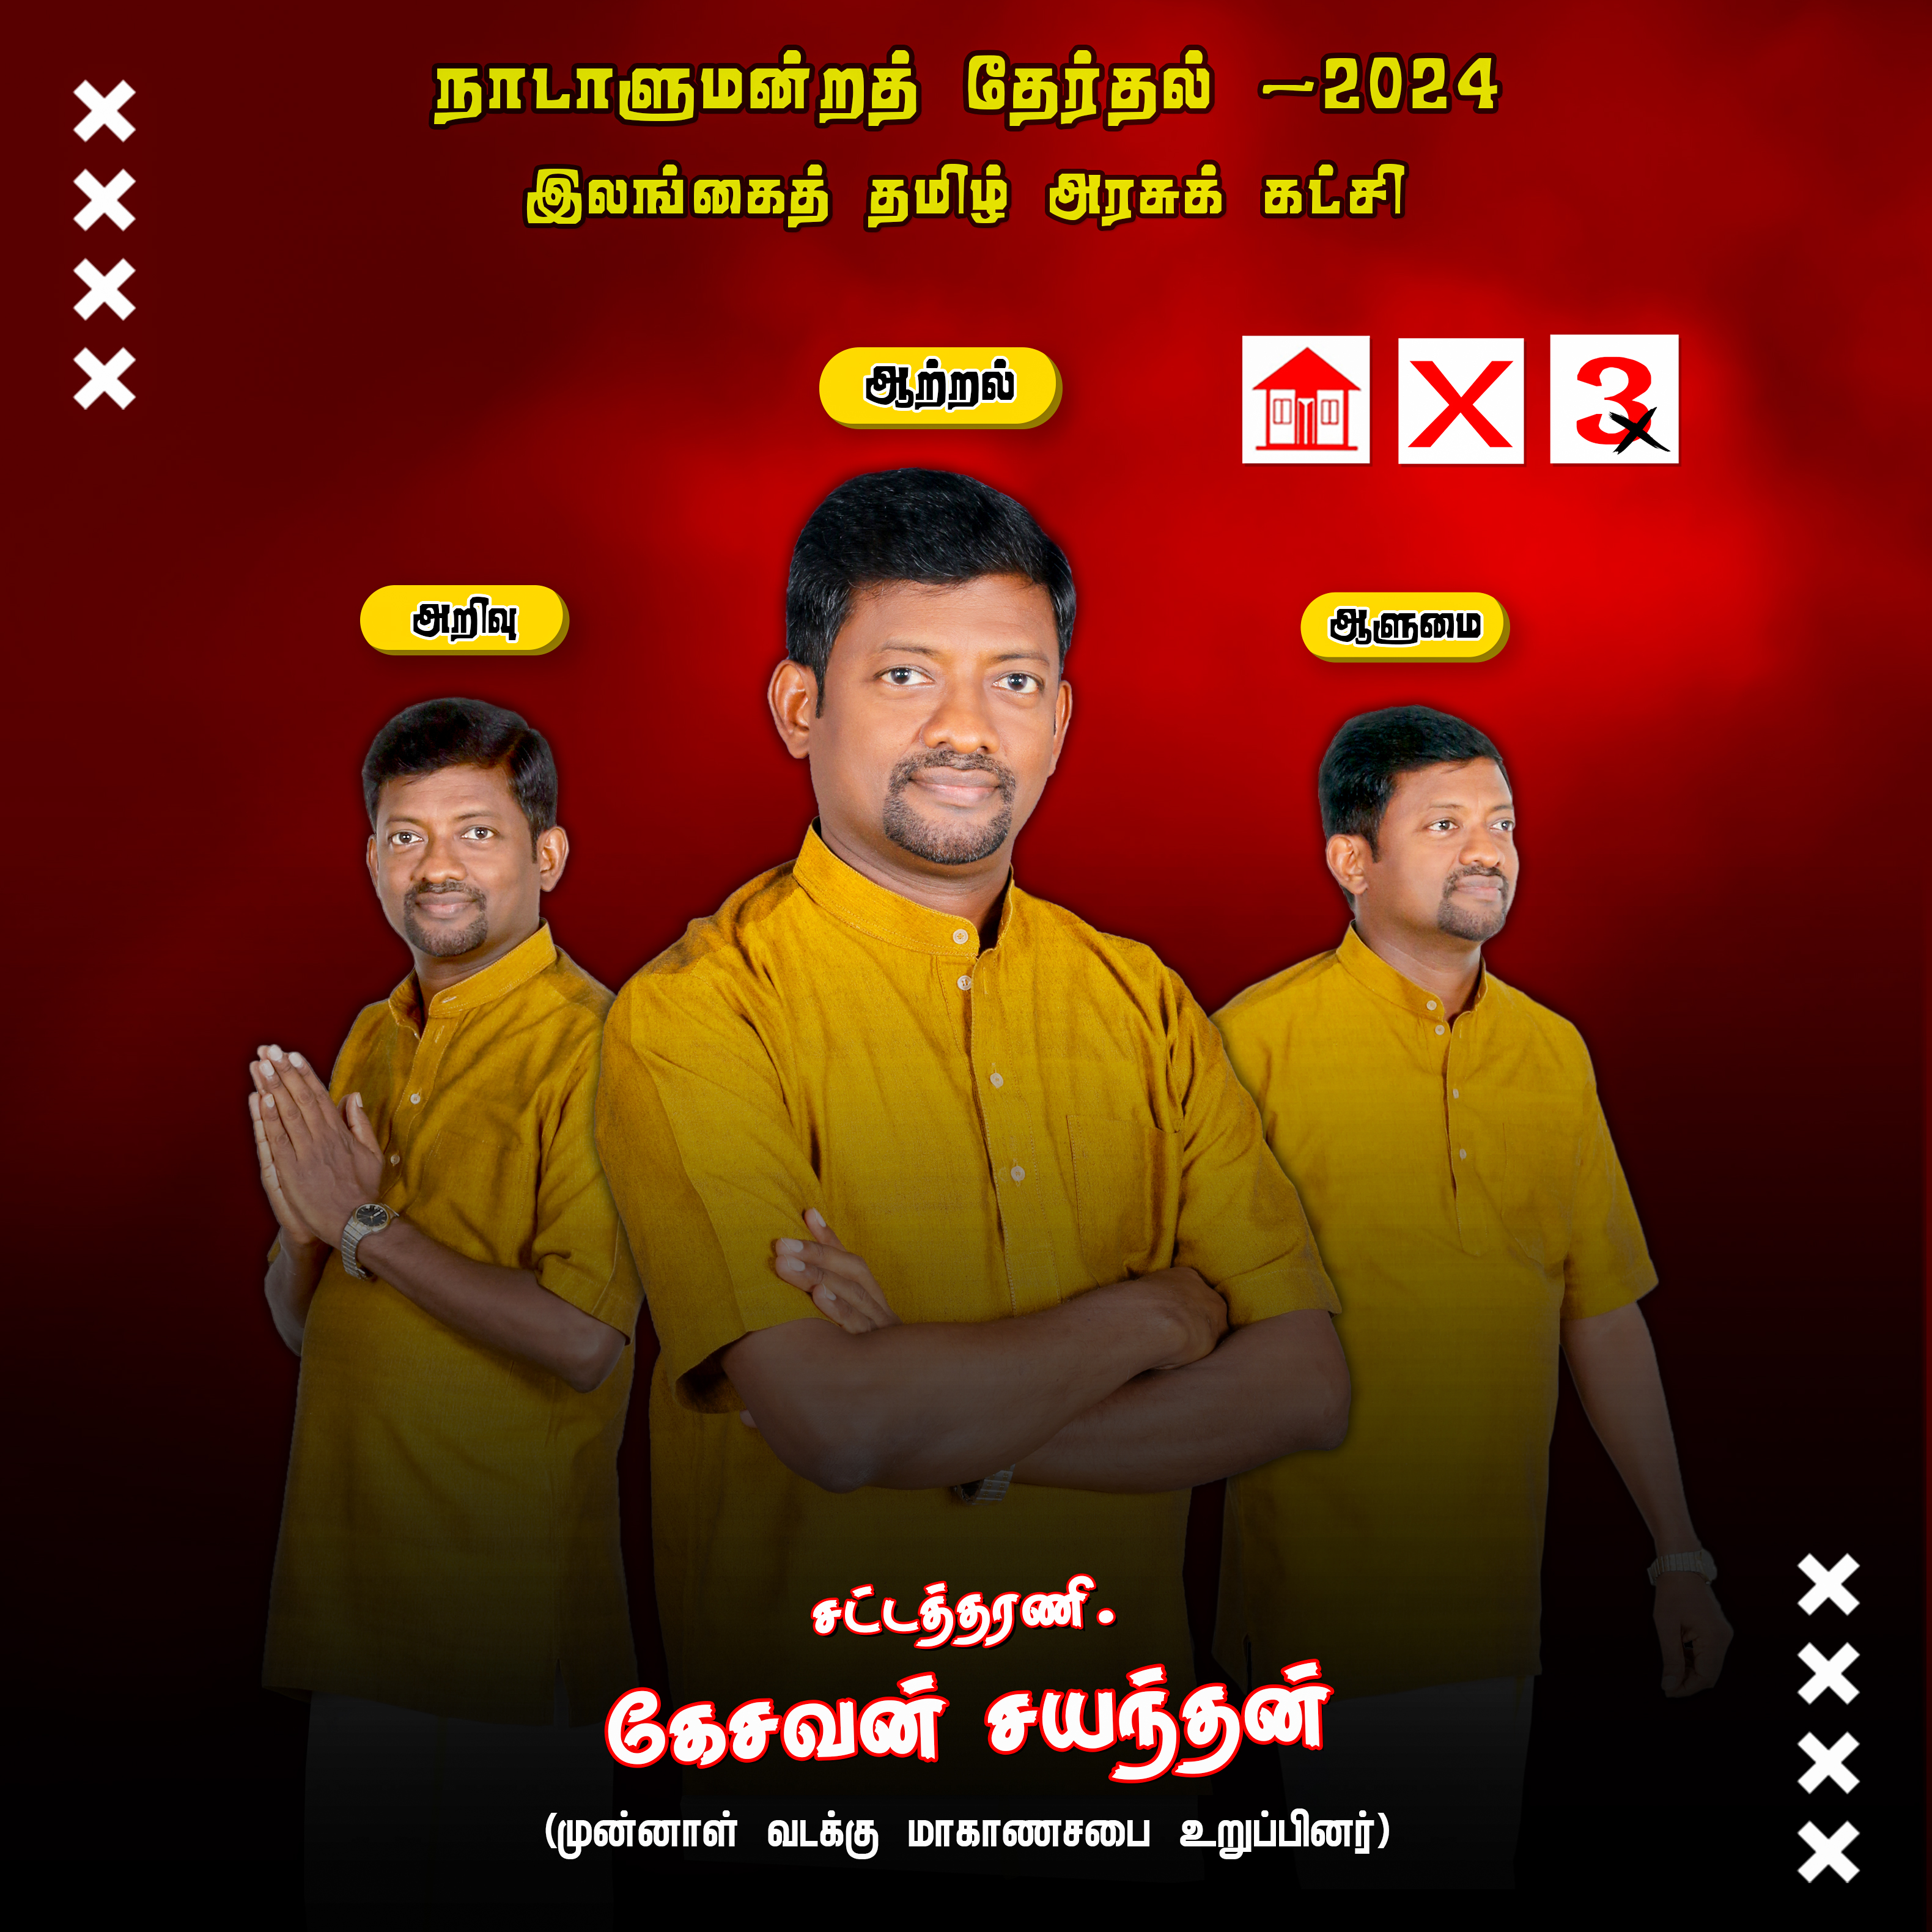 நாடாளுமன்றத் தேர்தல் –2024
இலங்கைத் தமிழ் அரசுக் கட்சி
ஆற்றல்
X 3
அறிவு
ஆளுமை
சட்டத்தரணி.
கேசவன் சயந்தன்
(முன்னாள் வடக்கு மாகாணசபை உறுப்பினர்)